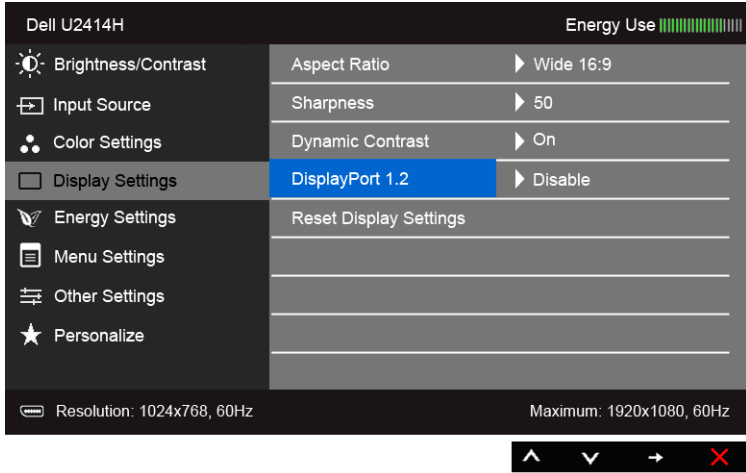 Dell U2414H Energy Use
Brightness/Contrast Aspect Ratio Wide 16:9
Input Source Sharpness 50
Color Settings Dynamic Contrast On
Display Settings DisplayPort 1.2 Disable
Energy Settings Reset Display Settings
Menu Settings
Other Settings
Personalize
Resolution: 1024x768, 60Hz Maximum: 1920x1080, 60Hz